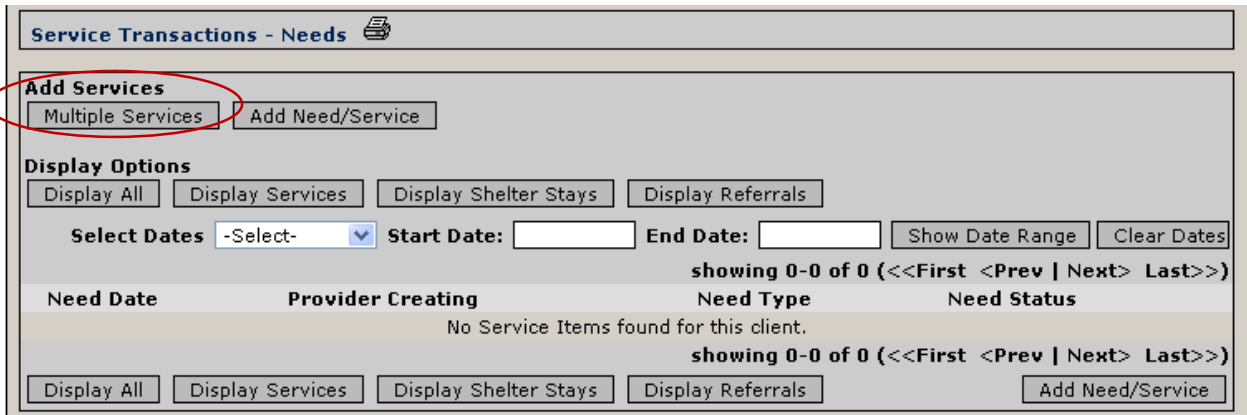 Service Transactions - Needs
Add Services
Multiple Services Add Need/Service
Display Options
Display All Display Services Display Shelter Stays Display Referrals
Select Dates -Select- Start Date: End Date: Show Date Range Clear Dates
showing 0-0 of 0 (<<First <Prev | Next> Last>>)
Need Date Provider Creating Need Type Need Status
No Service Items found for this client.
showing 0-0 of 0 (<<First <Prev | Next> Last>>)
Display All Display Services Display Shelter Stays Display Referrals Add Need/Service